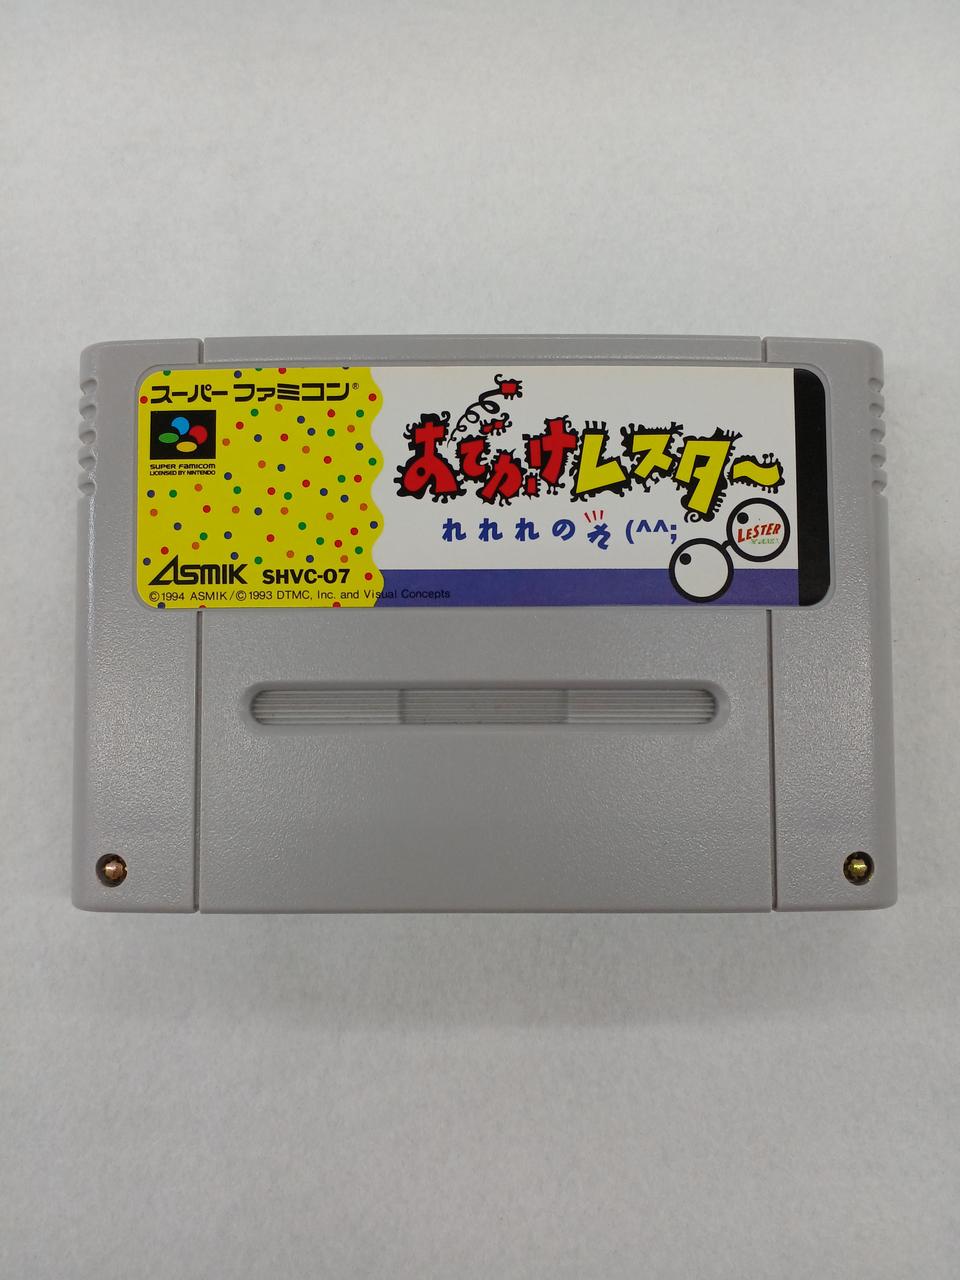 スーパーファミコン®
SUPER FAMICOM
LICENSED BY NINTENDO
おでかけレスター
れれれのれ(^^;
LESTER
ASMIK SHVC-O7
©1994 ASMIK/©1993 DTMC, Inc. and Visual Concepts